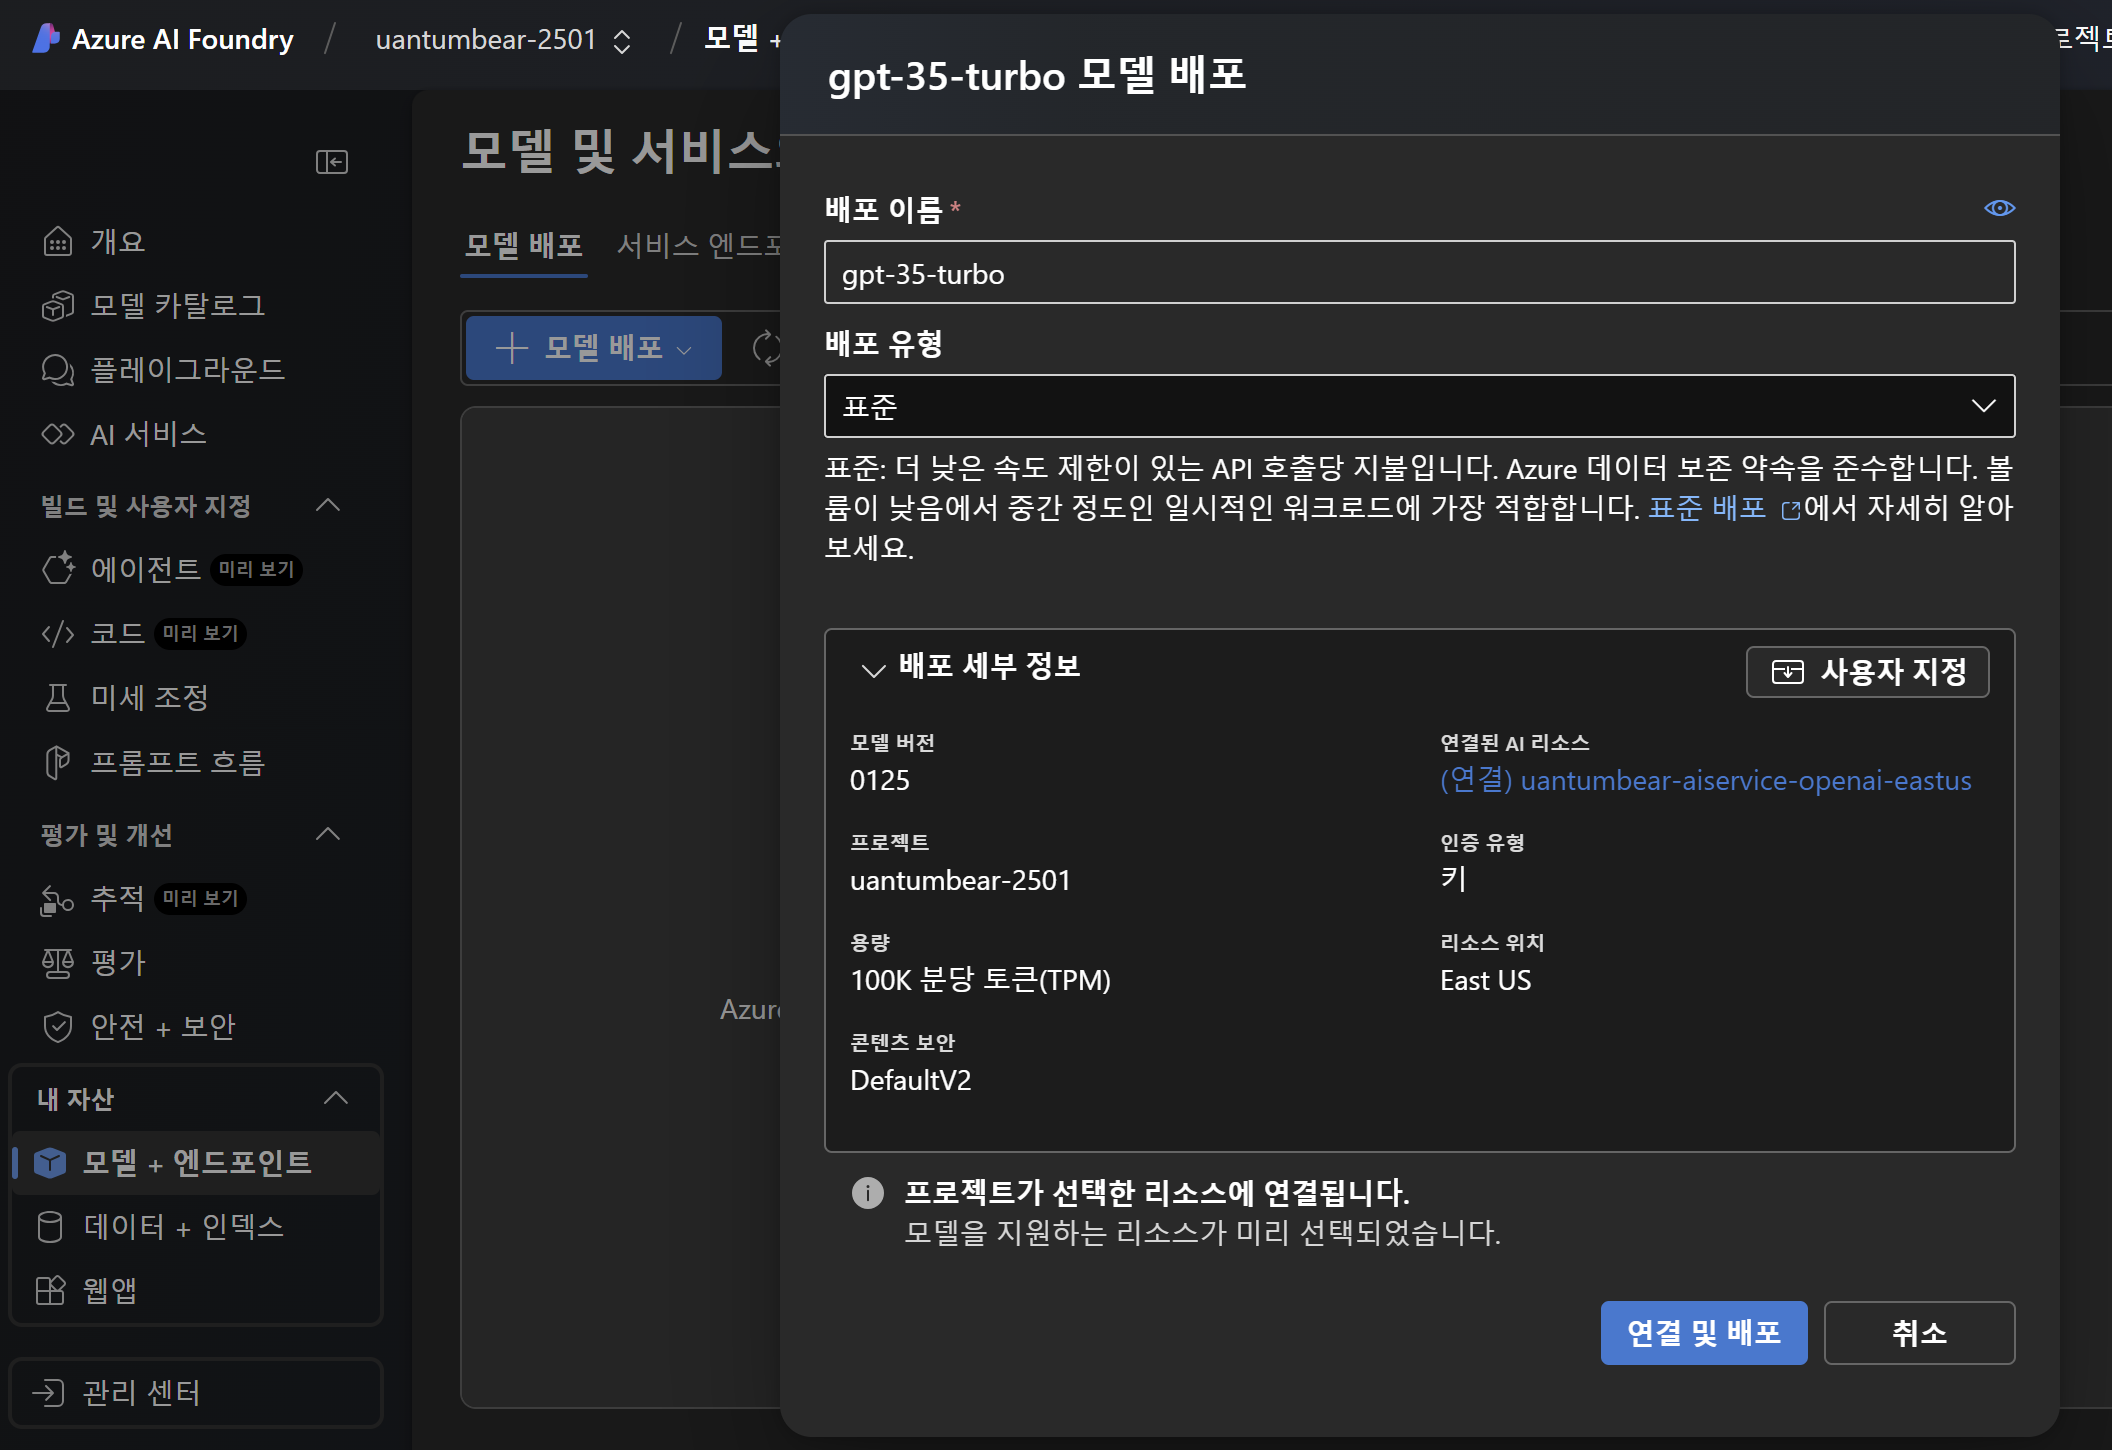 Azure AI Foundry / uantumbear-2501 / 모델 +
개요
모델 카탈로그
플레이그라운드
AI 서비스
빌드 및 사용자 지정
에이전트 미리 보기
코드 미리 보기
미세 조정
프롬프트 흐름
평가 및 개선
추적 미리 보기
평가
안전 + 보안
내 자산
모델 + 엔드포인트
데이터 + 인덱스
웹앱
관리 센터
모델 및 서비스
모델 배포 서비스 엔드포
+ 모델 배포
Azure
gpt-35-turbo 모델 배포
배포 이름 *
gpt-35-turbo
배포 유형
표준
표준: 더 낮은 속도 제한이 있는 API 호출당 지불입니다. Azure 데이터 보존 약속을 준수합니다. 볼
륨이 낮음에서 중간 정도인 일시적인 워크로드에 가장 적합합니다. 표준 배포 에서 자세히 알아
보세요.
배포 세부 정보
사용자 지정
모델 버전
0125
연결된 AI 리소스
(연결) uantumbear-aiservice-openai-eastus
프로젝트
uantumbear-2501
인증 유형
키
용량
100K 분당 토큰(TPM)
리소스 위치
East US
콘텐츠 보안
DefaultV2
프로젝트가 선택한 리소스에 연결됩니다.
모델을 지원하는 리소스가 미리 선택되었습니다.
연결 및 배포
취소